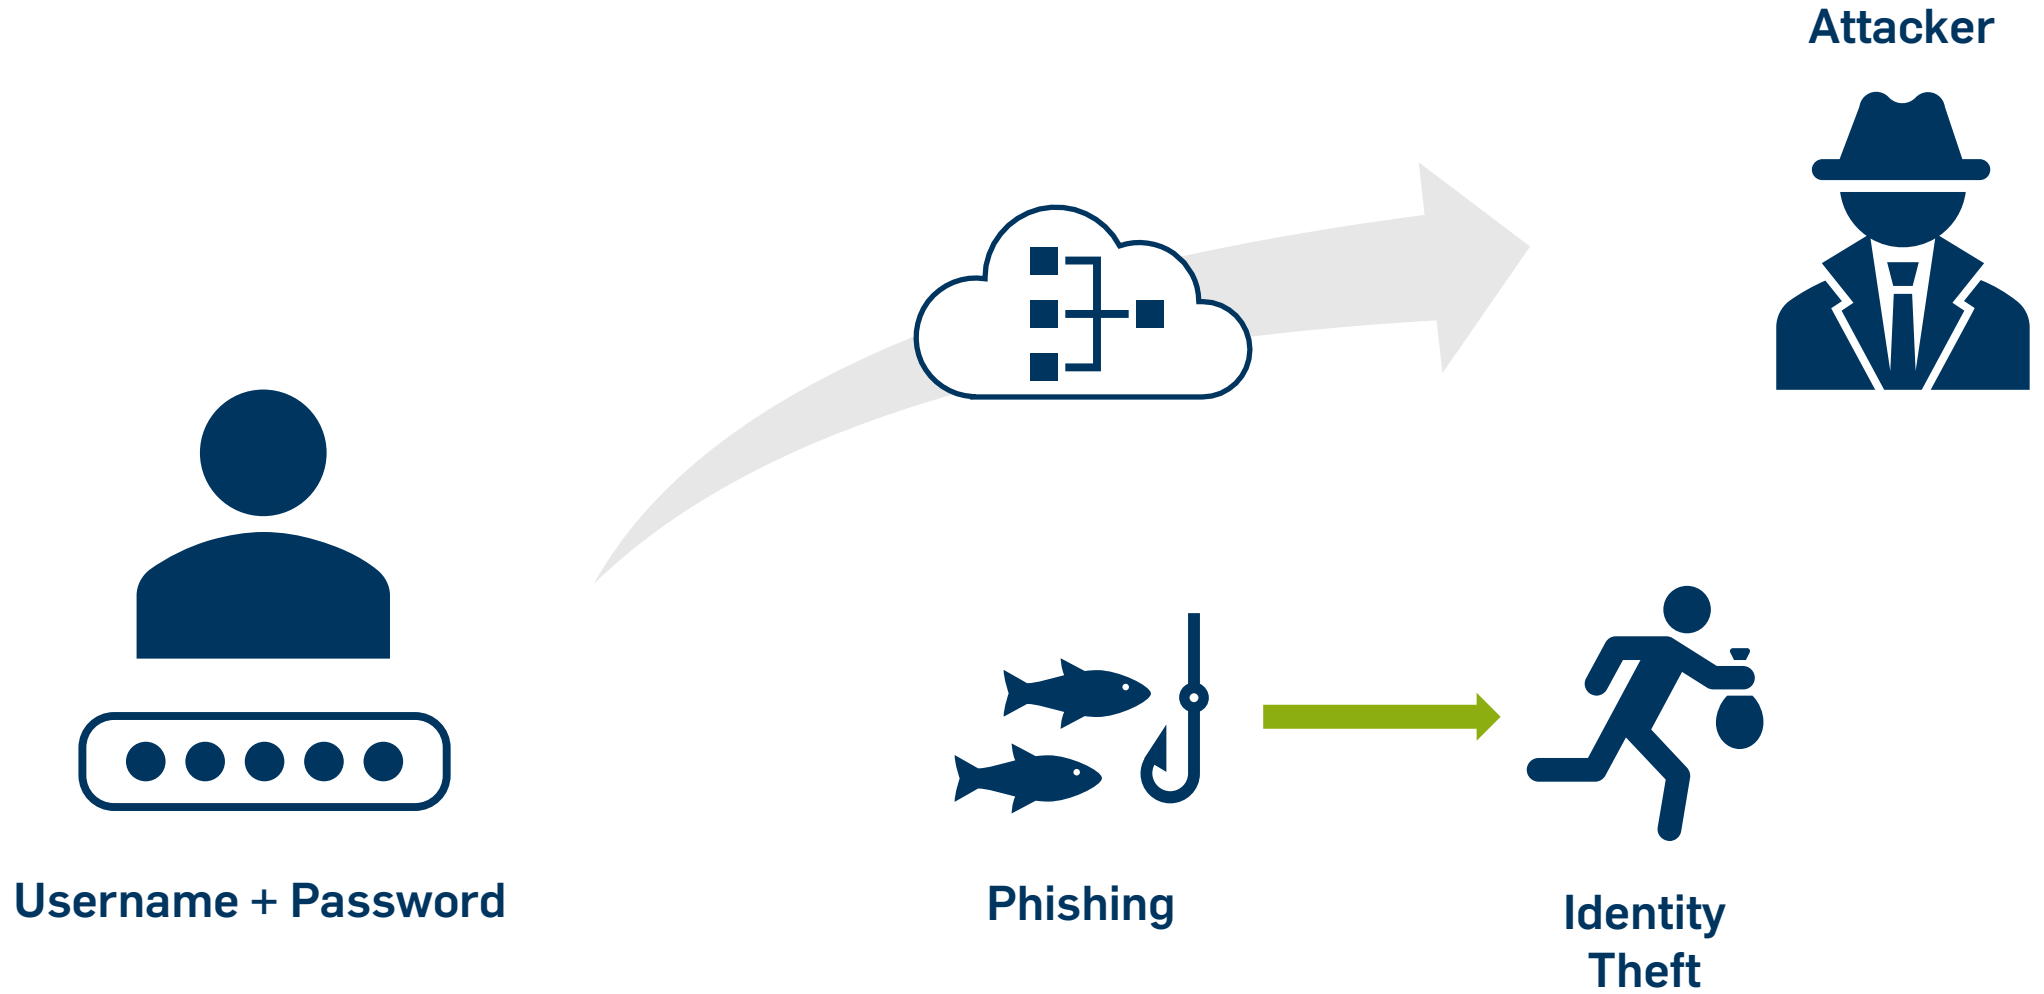 Attacker
Username + Password
Phishing
Identity
Theft